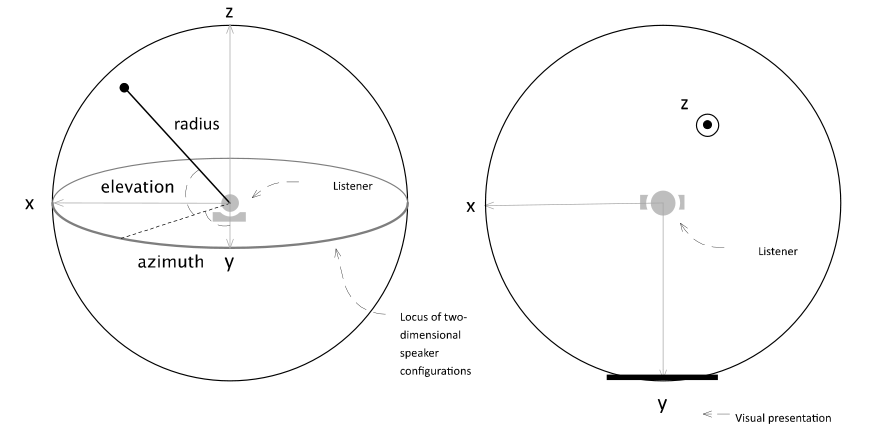 z
radius
elevation
Listener
x
azimuth
y
Locus of two-
dimensional
speaker
configurations
z
x
Listener
y
Visual presentation